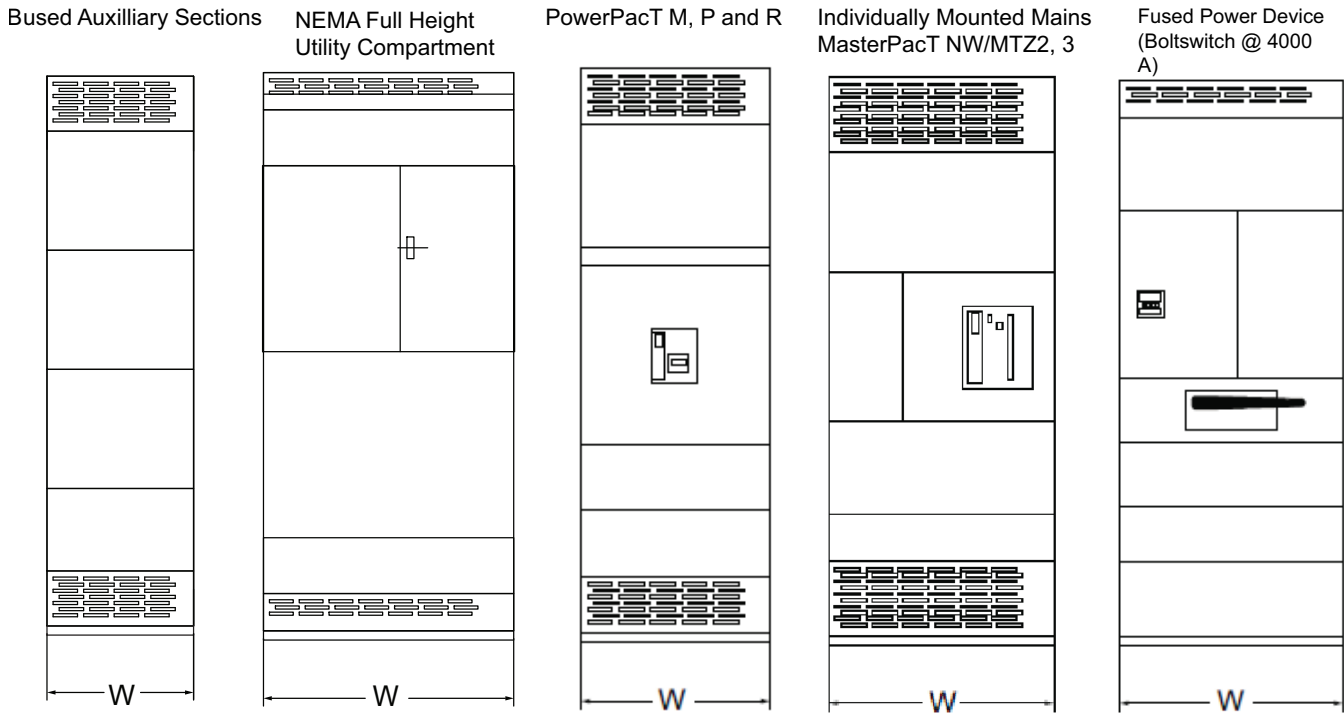 Bused Auxilliary Sections
NEMA Full Height
Utility Compartment
PowerPacT M, P and R
Individually Mounted Mains
MasterPacT NW/MTZ2, 3
Fused Power Device
(Boltswitch @ 4000
A)
W
W
W
W
W